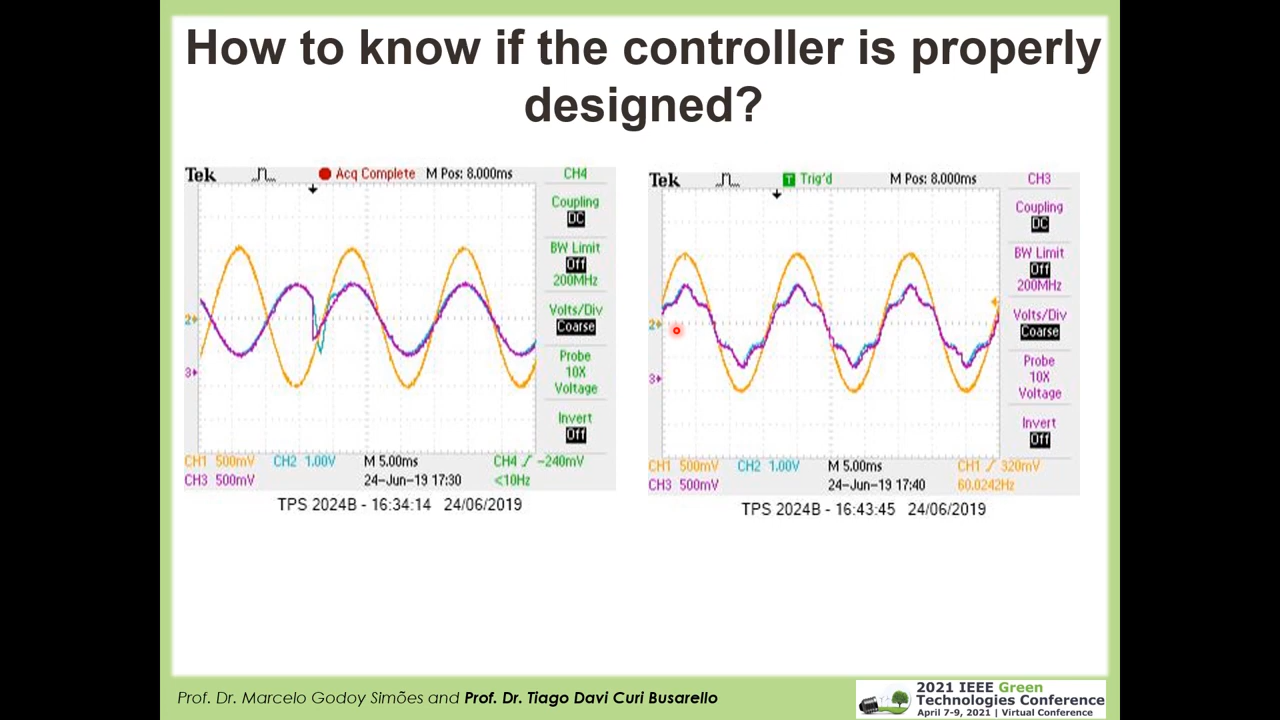 How to know if the controller is properly
designed?
Tek
Acq Complete
M Pos: 8.000ms
CH4
Coupling
DC
BW Limit
Off
200MHz
Volts/Div
Coarse
Probe
10X
Voltage
Invert
Off
2
3
CH1 500mV
CH2 1.00V
M 5.00ms
CH4 / -240mV
CH3 500mV
24-Jun-19 17:30
<10Hz
TPS 2024B - 16:34:14 24/06/2019
Tek
T Trig'd
M Pos: 8.000ms
CH3
Coupling
DC
BW Limit
Off
200MHz
Volts/Div
Coarse
Probe
10X
Voltage
Invert
Off
2
3
CH1 500mV
CH2 1.00V
M 5.00ms
CH1 / 320mV
CH3 500mV
24-Jun-19 17:40
60.0242Hz
TPS 2024B - 16:43:45 24/06/2019
Prof. Dr. Marcelo Godoy Simões and Prof. Dr. Tiago Davi Curi Busarello
2021 IEEE Green
Technologies Conference
April 7-9, 2021 | Virtual Conference